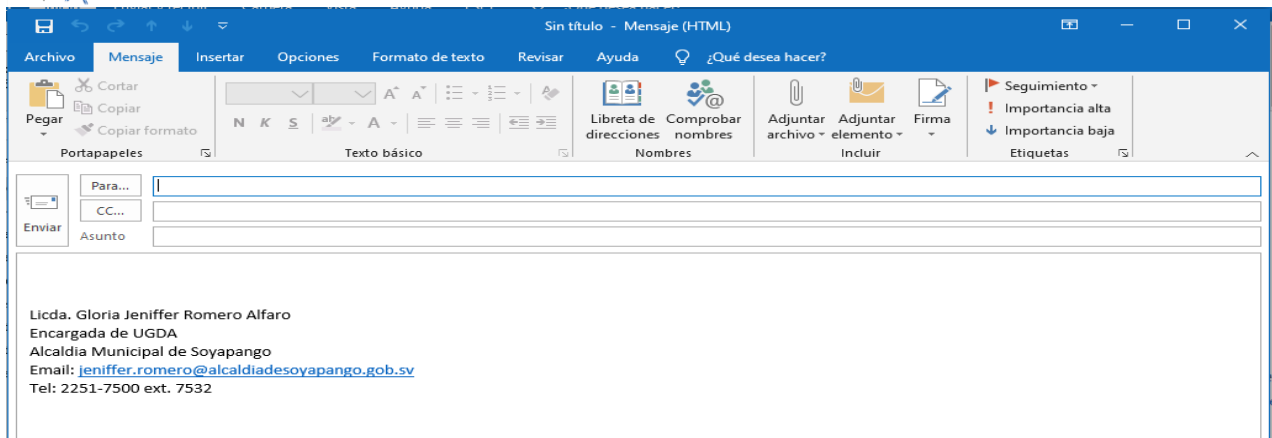 Sin título - Mensaje (HTML)
Archivo Mensaje Insertar Opciones Formato de texto Revisar Ayuda ¿Qué desea hacer?
Pegar
Cortar
Copiar
Copiar formato
Portapapeles
N K S
Texto básico
Libreta de direcciones
Comprobar nombres
Nombres
Adjuntar archivo
Adjuntar elemento
Firma
Incluir
Seguimiento
Importancia alta
Importancia baja
Etiquetas
Enviar
Para...
CC...
Asunto
Licda. Gloria Jeniffer Romero Alfaro
Encargada de UGDA
Alcaldia Municipal de Soyapango
Email: jeniffer.romero@alcaldiadesoyapango.gob.sv
Tel: 2251-7500 ext. 7532